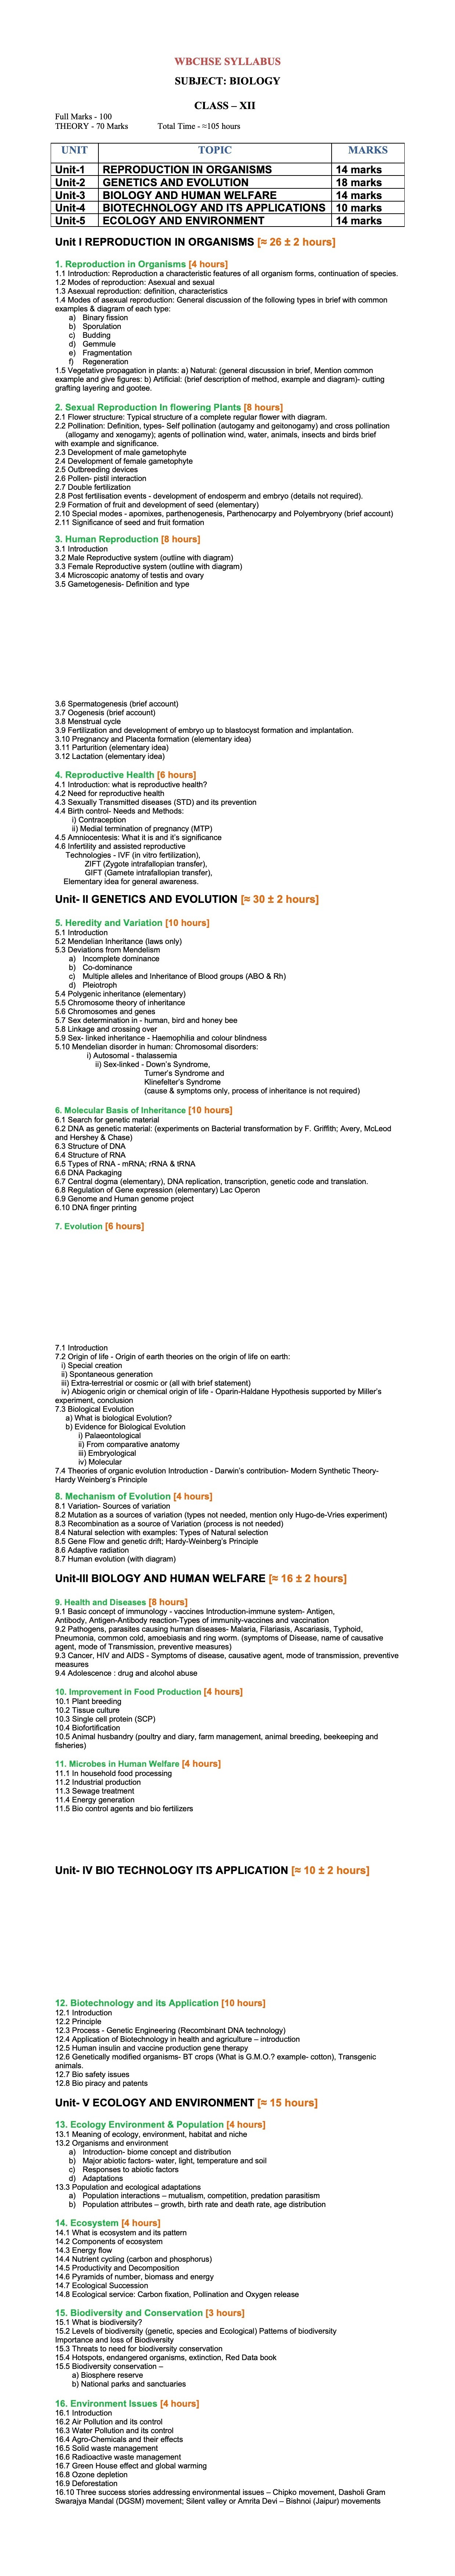 WBCHSE SYLLABUS
SUBJECT: BIOLOGY
CLASS – XII
Full Marks - 100
THEORY - 70 Marks Total Time - ≈105 hours
UNIT TOPIC MARKS
Unit-1 REPRODUCTION IN ORGANISMS 14 marks
Unit-2 GENETICS AND EVOLUTION 18 marks
Unit-3 BIOLOGY AND HUMAN WELFARE 14 marks
Unit-4 BIOTECHNOLOGY AND ITS APPLICATIONS 10 marks
Unit-5 ECOLOGY AND ENVIRONMENT 14 marks
Unit I REPRODUCTION IN ORGANISMS [≈ 26 ± 2 hours]
1. Reproduction in Organisms [4 hours]
1.1 Introduction: Reproduction a characteristic features of all organism forms, continution of species.
1.2 Modes of reproduction: Asexual and sexual
1.3 Asexual reproduction: definition, characteristics
1.4 Modes of asexual reproduction: General discussion of the following types in brief with common
examples & diagram of each type:
a) Binary fission
b) Sporulation
c) Budding
d) Gemmule
e) Fragmentation
f) Regeneration
1.5 Vegetative propagation in plants: a) Natural: (general discussion in brief, Mention common
example and give figures: b) Artificial: (brief description of method, example and diagram)- cutting
grafting layering and gootee.
2. Sexual Reproduction In flowering Plants [8 hours]
2.1 Flower structure: Typical structure of a complete regular flower with diagram.
2.2 Pollination: Definition, types- Self pollination (autogamy and geitonogamy) and cross pollination
(allogamy and xenogamy); agents of pollination wind, water, animals, insects and birds brief
with example and significance.
2.3 Development of male gametophyte
2.4 Development of female gametophyte
2.5 Outbreeding devices
2.6 Pollen- pistil interaction
2.7 Double fertilization
2.8 Post fertilisation events - development of endosperm and embryo (details not required).
2.9 Formation of fruit and development of seed (elementary)
2.10 Special modes - apomixes, parthenogenesis, Parthenocarpy and Polyembryony (brief account)
2.11 Significance of seed and fruit formation
3. Human Reproduction [8 hours]
3.1 Introduction
3.2 Male Reproductive system (outline with diagram)
3.3 Female Reproductive system (outline with diagram)
3.4 Microscopic anatomy of testis and ovary
3.5 Gametogenesis- Definition and type
3.6 Spermatogenesis (brief account)
3.7 Oogenesis (brief account)
3.8 Menstrual cycle
3.9 Fertilization and development of embryo up to blastocyst formation and implantation.
3.10 Pregnancy and Placenta formation (elementary idea)
3.11 Parturition (elementary idea)
3.12 Lactation (elementary idea)
4. Reproductive Health [6 hours]
4.1 Introduction: what is reproductive health?
4.2 Need for reproductive health
4.3 Sexually Transmitted diseases (STD) and its prevention
4.4 Birth control- Needs and Methods:
i) Contraception
ii) Medial termination of pregnancy (MTP)
4.5 Amniocentesis: What it is and it's significance
4.6 Infertility and assisted reproductive
Technologies - IVF (in vitro fertilization),
ZIFT (Zygote intrafallopian transfer),
GIFT (Gamete intrafallopian transfer),
Elementary idea for general awareness.
Unit- II GENETICS AND EVOLUTION [≈ 30 ± 2 hours]
5. Heredity and Variation [10 hours]
5.1 Introduction
5.2 Mendelian Inheritance (laws only)
5.3 Deviations from Mendelism
a) Incomplete dominance
b) Co-dominance
c) Multiple alleles and Inheritance of Blood groups (ABO & Rh)
d) Pleiotroph
5.4 Polygenic inheritance (elementary)
5.5 Chromosome theory of inheritance
5.6 Chromosomes and genes
5.7 Sex determination in - human, bird and honey bee
5.8 Linkage and crossing over
5.9 Sex- linked inheritance - Haemophilia and colour blindness
5.10 Mendelian disorder in human: Chromosomal disorders:
i) Autosomal - thalassemia
ii) Sex-linked - Down's Syndrome,
Turner's Syndrome and
Klinefelter's Syndrome
(cause & symptoms only, process of inheritance is not required)
6. Molecular Basis of Inheritance [10 hours]
6.1 Search for genetic material
6.2 DNA as genetic material: (experiments on Bacterial transformation by F. Griffith; Avery, McLeod
and Hershey & Chase)
6.3 Structure of DNA
6.4 Structure of RNA
6.5 Types of RNA - mRNA; rRNA & tRNA
6.6 DNA Packaging
6.7 Central dogma (elementary), DNA replication, transcription, genetic code and translation.
6.8 Regulation of Gene expression (elementary) Lac Operon
6.9 Genome and Human genome project
6.10 DNA finger printing
7. Evolution [6 hours]
7.1 Introduction
7.2 Origin of life - Origin of earth theories on the origin of life on earth:
i) Special creation
ii) Spontaneous generation
iii) Extra-terrestrial or cosmic or (all with brief statement)
iv) Abiogenic origin or chemical origin of life - Oparin-Haldane Hypothesis supported by Miller's
experiment, conclusion
7.3 Biological Evolution
a) What is biological Evolution?
b) Evidence for Biological Evolution
i) Palaeontological
ii) From comparative anatomy
iii) Embryological
iv) Molecular
7.4 Theories of organic evolution Introduction - Darwin's contribution- Modern Synthetic Theory-
Hardy Weinberg's Principle
8. Mechanism of Evolution [4 hours]
8.1 Variation- Sources of variation
8.2 Mutation as a sources of variation (types not needed, mention only Hugo-de-Vries experiment)
8.3 Recombination as a source of Variation (process is not needed)
8.4 Natural selection with examples: Types of Natural selection
8.5 Gene Flow and genetic drift; Hardy-Weinberg's Principle
8.6 Adaptive radiation
8.7 Human evolution (with diagram)
Unit-III BIOLOGY AND HUMAN WELFARE [≈ 16 ± 2 hours]
9. Health and Diseases [8 hours]
9.1 Basic concept of immunology - vaccines Introduction-immune system- Antigen,
Antibody, Antigen-Antibody reaction-Types of immunity-vaccines and vaccination
9.2 Pathogens, parasites causing human diseases- Malaria, Filariasis, Ascariasis, Typhoid,
Pneumonia, common cold, amoebiasis and ring worm. (symptoms of Disease, name of causative
agent, mode of Transmission, preventive measures)
9.3 Cancer, HIV and AIDS - Symptoms of disease, causative agent, mode of transmission, preventive
measures
9.4 Adolescence : drug and alcohol abuse
10. Improvement in Food Production [4 hours]
10.1 Plant breeding
10.2 Tissue culture
10.3 Single cell protein (SCP)
10.4 Biofortification
10.5 Animal husbandry (poultry and diary, farm management, animal breeding, beekeeping and
fisheries)
11. Microbes in Human Welfare [4 hours]
11.1 In household food processing
11.2 Industrial production
11.3 Sewage treatment
11.4 Energy generation
11.5 Bio control agents and bio fertilizers
Unit- IV BIO TECHNOLOGY ITS APPLICATION [≈ 10 ± 2 hours]
12. Biotechnology and its Application [10 hours]
12.1 Introduction
12.2 Principle
12.3 Process - Genetic Engineering (Recombinant DNA technology)
12.4 Application of Biotechnology in health and agriculture – introduction
12.5 Human insulin and vaccine production gene therapy
12.6 Genetically modified organisms- BT crops (What is G.M.O.? example- cotton), Transgenic
animals.
12.7 Bio safety issues
12.8 Bio piracy and patents
Unit- V ECOLOGY AND ENVIRONMENT [≈ 15 hours]
13. Ecology Environment & Population [4 hours]
13.1 Meaning of ecology, environment, habitat and niche
13.2 Organisms and environment
a) Introduction- biome concept and distribution
b) Major abiotic factors- water, light, temperature and soil
c) Responses to abiotic factors
d) Adaptations
13.3 Population and ecological adaptations
a) Population interactions – mutualism, competition, predation parasitism
b) Population attributes – growth, birth rate and death rate, age distribution
14. Ecosystem [4 hours]
14.1 What is ecosystem and its pattern
14.2 Components of ecosystem
14.3 Energy flow
14.4 Nutrient cycling (carbon and phosphorus)
14.5 Productivity and Decomposition
14.6 Pyramids of number, biomass and energy
14.7 Ecological Succession
14.8 Ecological service: Carbon fixation, Pollination and Oxygen release
15. Biodiversity and Conservation [3 hours]
15.1 What is biodiversity?
15.2 Levels of biodiversity (genetic, species and Ecological) Patterns of biodiversity
Importance and loss of Biodiversity
15.3 Threats to need for biodiversity conservation
15.4 Hotspots, endangered organisms, extinction, Red Data book
15.5 Biodiversity conservation –
a) Biosphere reserve
b) National parks and sanctuaries
16. Environment Issues [4 hours]
16.1 Introduction
16.2 Air Pollution and its control
16.3 Water Pollution and its control
16.4 Agro-Chemicals and their effects
16.5 Solid waste management
16.6 Radioactive waste management
16.7 Green House effect and global warming
16.8 Ozone depletion
16.9 Deforestation
16.10 Three success stories addressing environmental issues – Chipko movement, Dasholi Gram
Swarajya Mandal (DGSM) movement; Silent valley or Amrita Devi – Bishnoi (Jaipur) movements